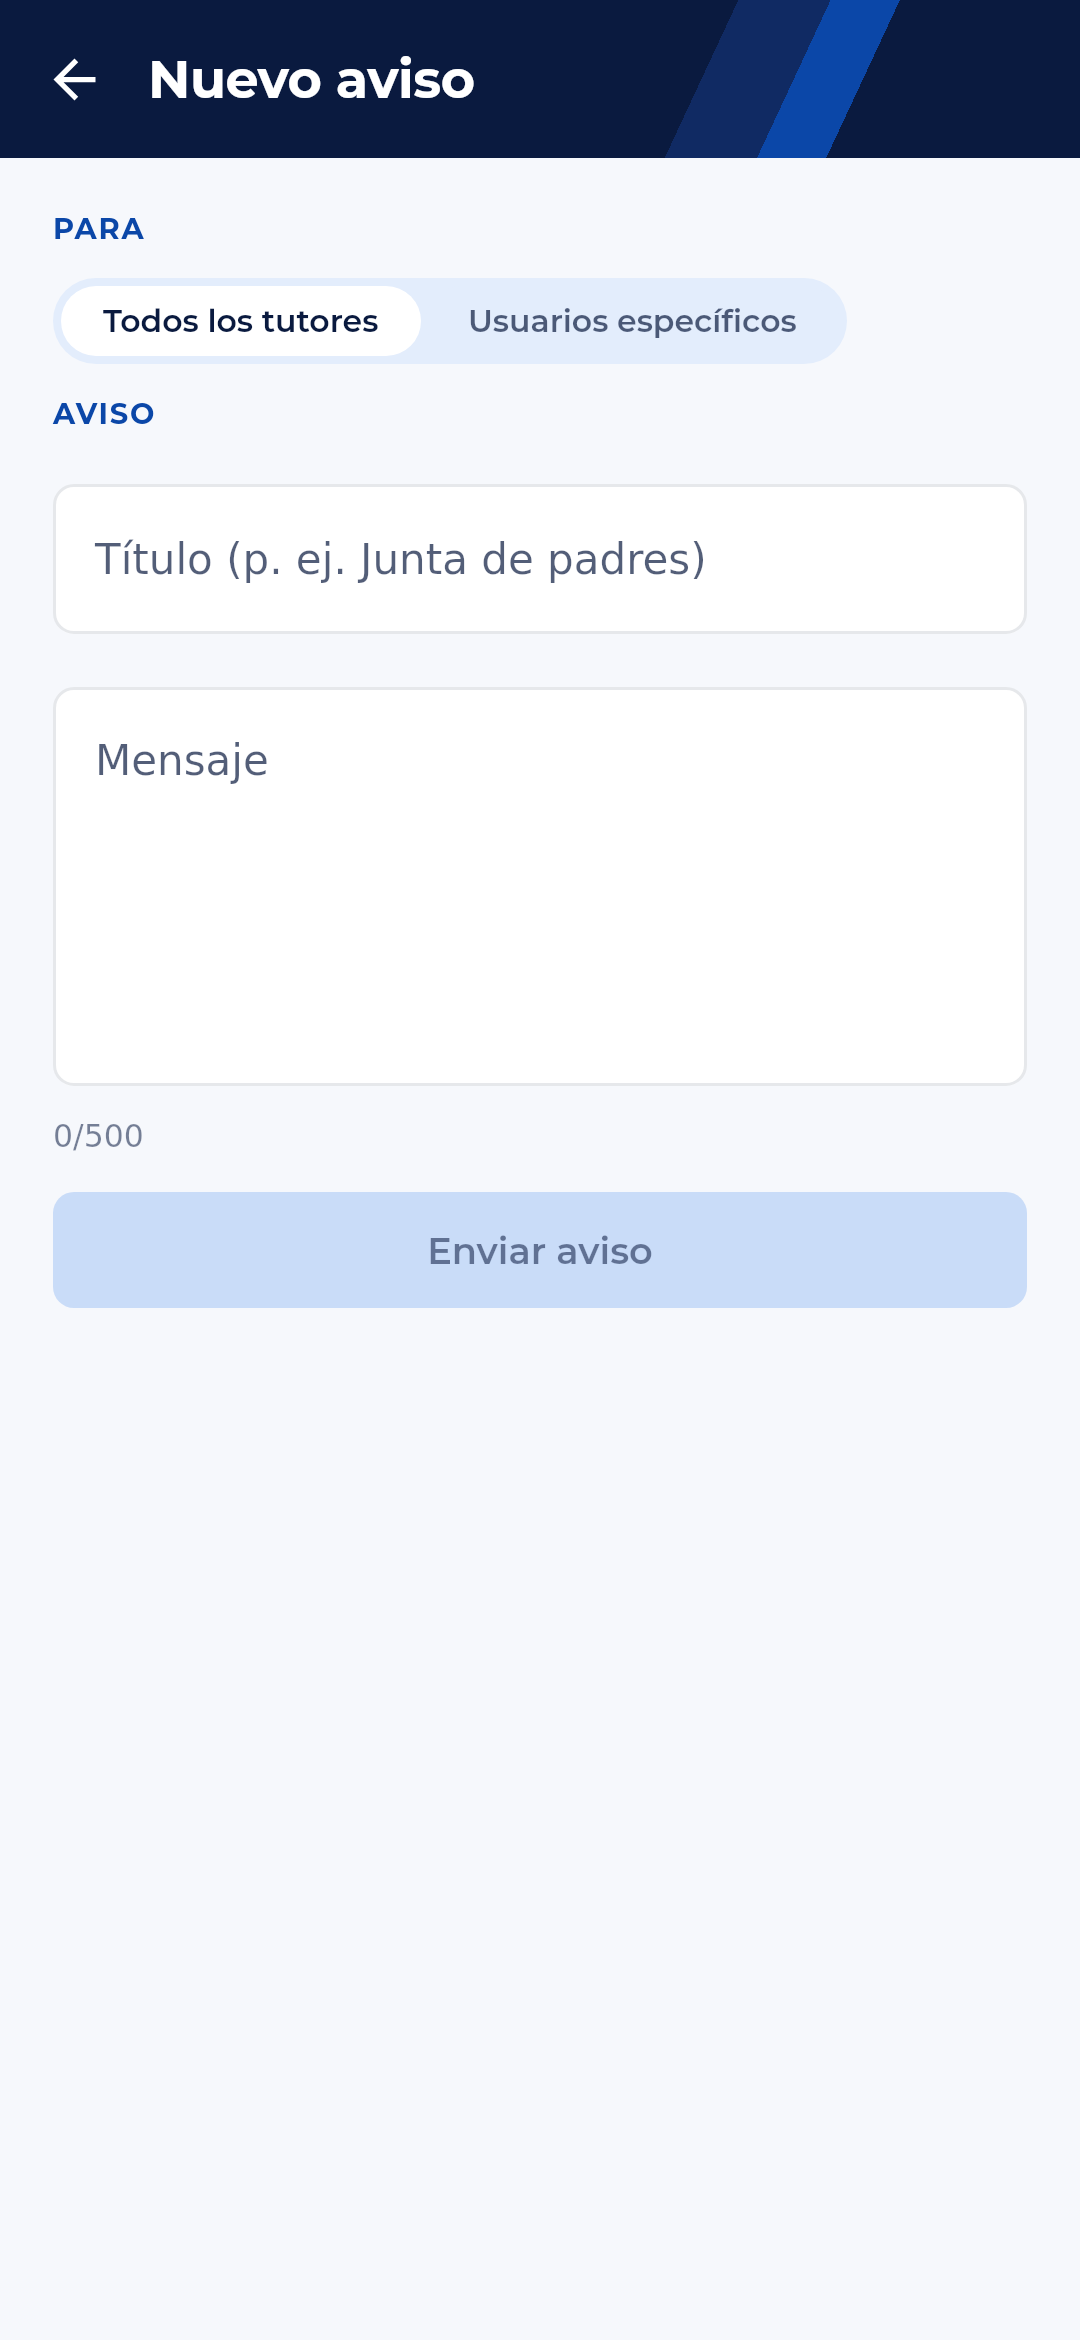 Nuevo aviso
PARA
Todos los tutores
Usuarios específicos
AVISO
Título (p. ej. Junta de padres)
Mensaje
0/500
Enviar aviso